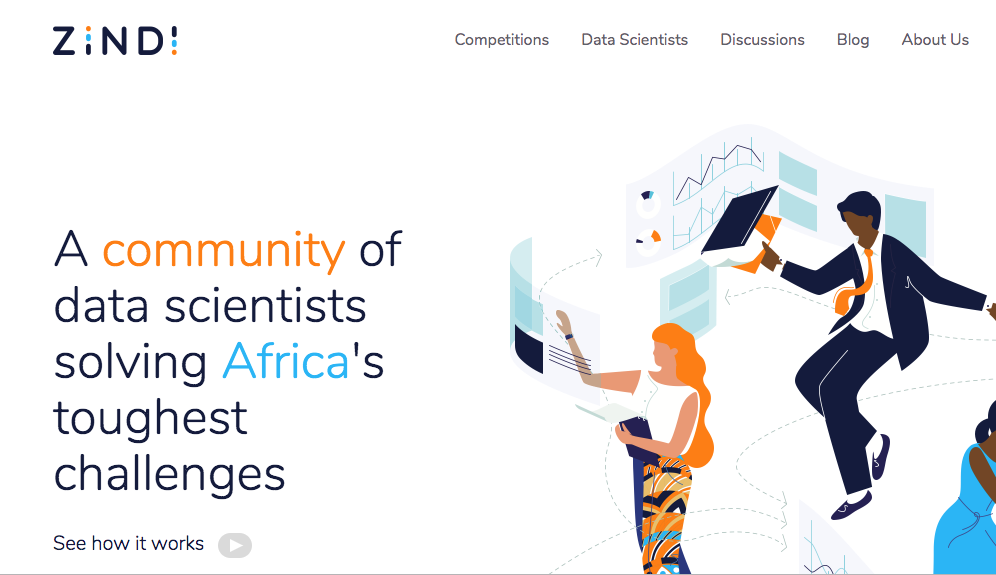 ZiNDi
Competitions
Data Scientists
Discussions
Blog
About Us
A community of
data scientists
solving Africa's
toughest
challenges
See how it works